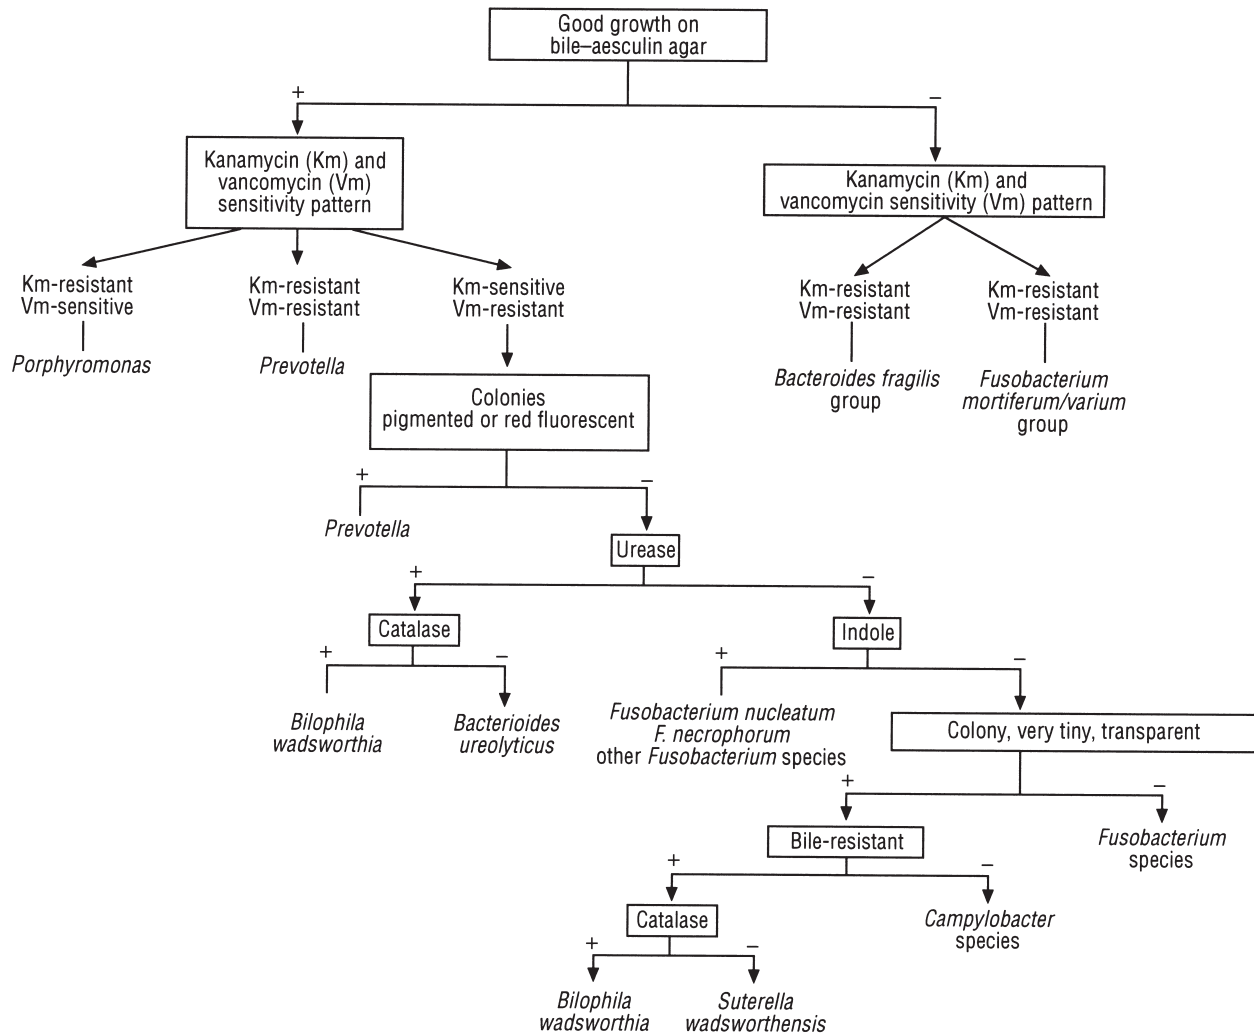 Good growth on
bile–aesculin agar
+
–
Kanamycin (Km) and
vancomycin (Vm)
sensitivity pattern
Kanamycin (Km) and
vancomycin sensitivity (Vm) pattern
Km-resistant
Vm-sensitive
Km-resistant
Vm-resistant
Km-sensitive
Vm-resistant
Km-resistant
Vm-resistant
Km-resistant
Vm-resistant
Porphyromonas
Prevotella
Bacteroides fragilis
group
Fusobacterium
mortiferum/varium
group
Colonies
pigmented or red fluorescent
+
–
Prevotella
Urease
+
–
Catalase
Indole
+
–
+
–
Bilophila
wadsworthia
Bacterioides
ureolyticus
Fusobacterium nucleatum
F. necrophorum
other Fusobacterium species
Colony, very tiny, transparent
+
–
Bile-resistant
Fusobacterium
species
+
–
Catalase
Campylobacter
species
+
–
Bilophila
wadsworthia
Suterella
wadsworthensis